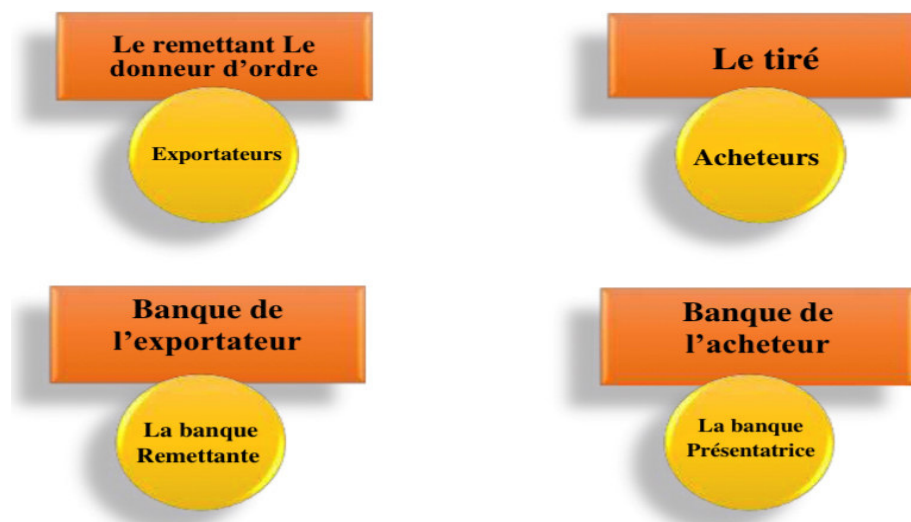 Le remettant Le
donneur d'ordre
Exportateurs
Le tiré
Acheteurs
Banque de
l'exportateur
La banque
Remettante
Banque de
l'acheteur
La banque
Présentatrice